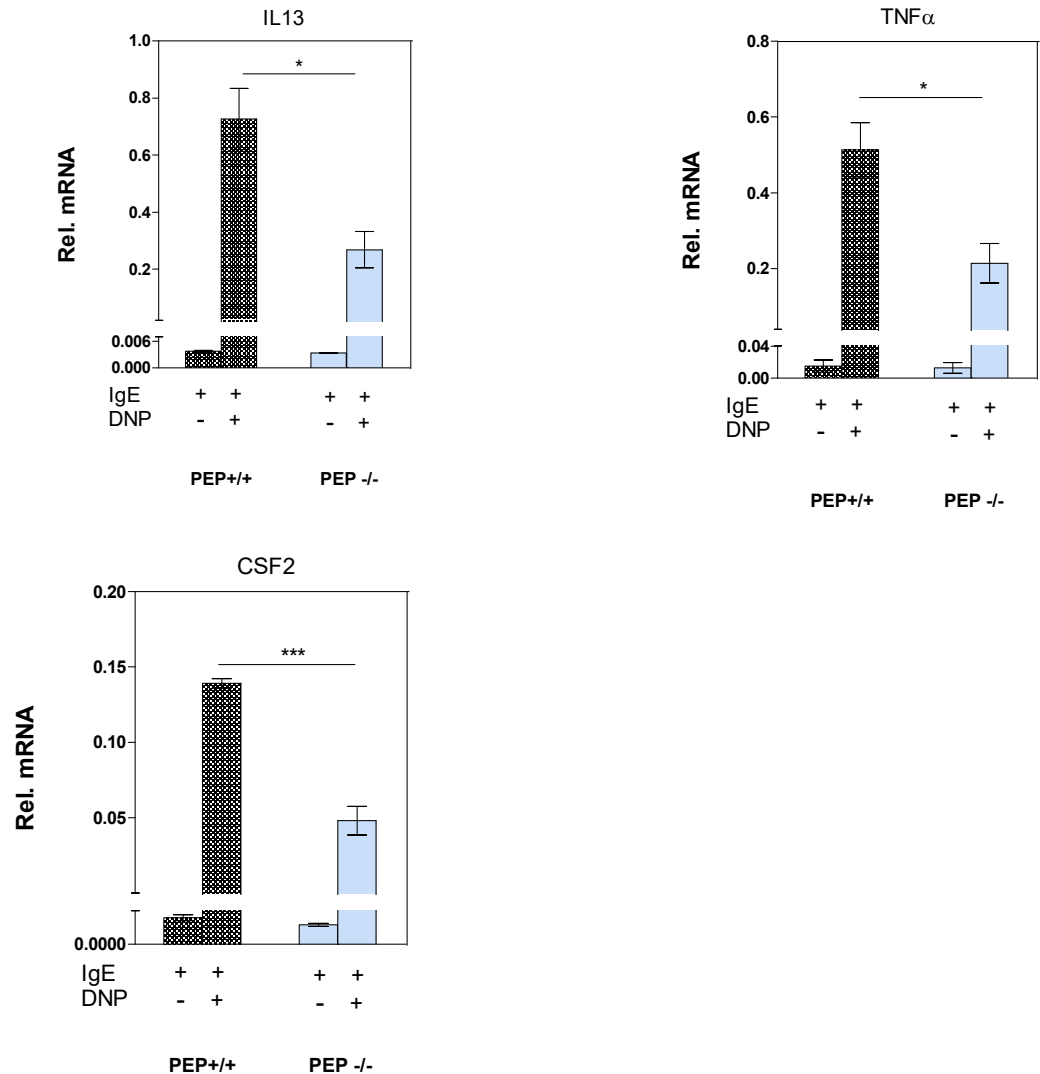 IL13
1.0
0.8
0.6
0.4
0.2
0.006
0.000
Rel. mRNA
*
IgE + + + +
DNP - + - +
PEP+/+ PEP -/-
TNFα
0.8
0.6
0.4
0.2
0.04
0.00
Rel. mRNA
*
IgE + + + +
DNP - + - +
PEP+/+ PEP -/-
CSF2
0.20
0.15
0.10
0.05
0.0000
Rel. mRNA
***
IgE + + + +
DNP - + - +
PEP+/+ PEP -/-